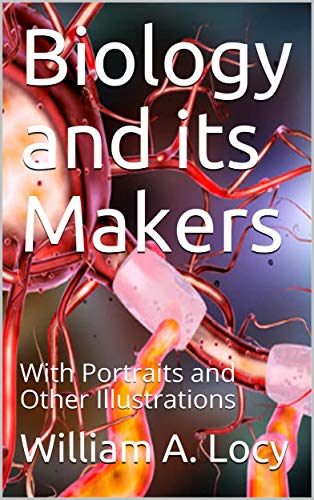 Biology
and its
Makers
With Portraits and
Other Illustrations
William A. Locy